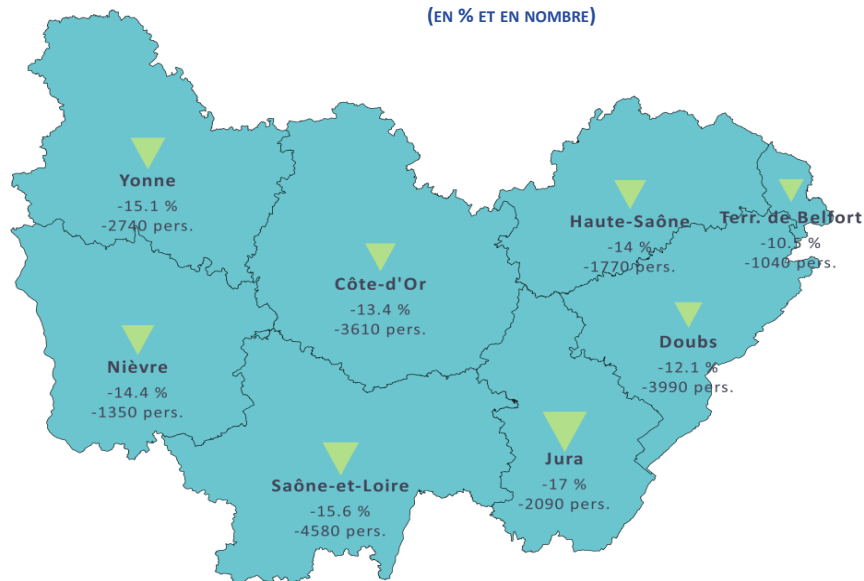 (EN % ET EN NOMBRE)
Yonne
-15.1 %
-2740 pers.
Haute-Saône
-14 %
-1770 pers.
Terr. de Belfort
-10.5 %
-1040 pers.
Côte-d'Or
-13.4 %
-3610 pers.
Doubs
-12.1 %
-3990 pers.
Nièvre
-14.4 %
-1350 pers.
Jura
-17 %
-2090 pers.
Saône-et-Loire
-15.6 %
-4580 pers.